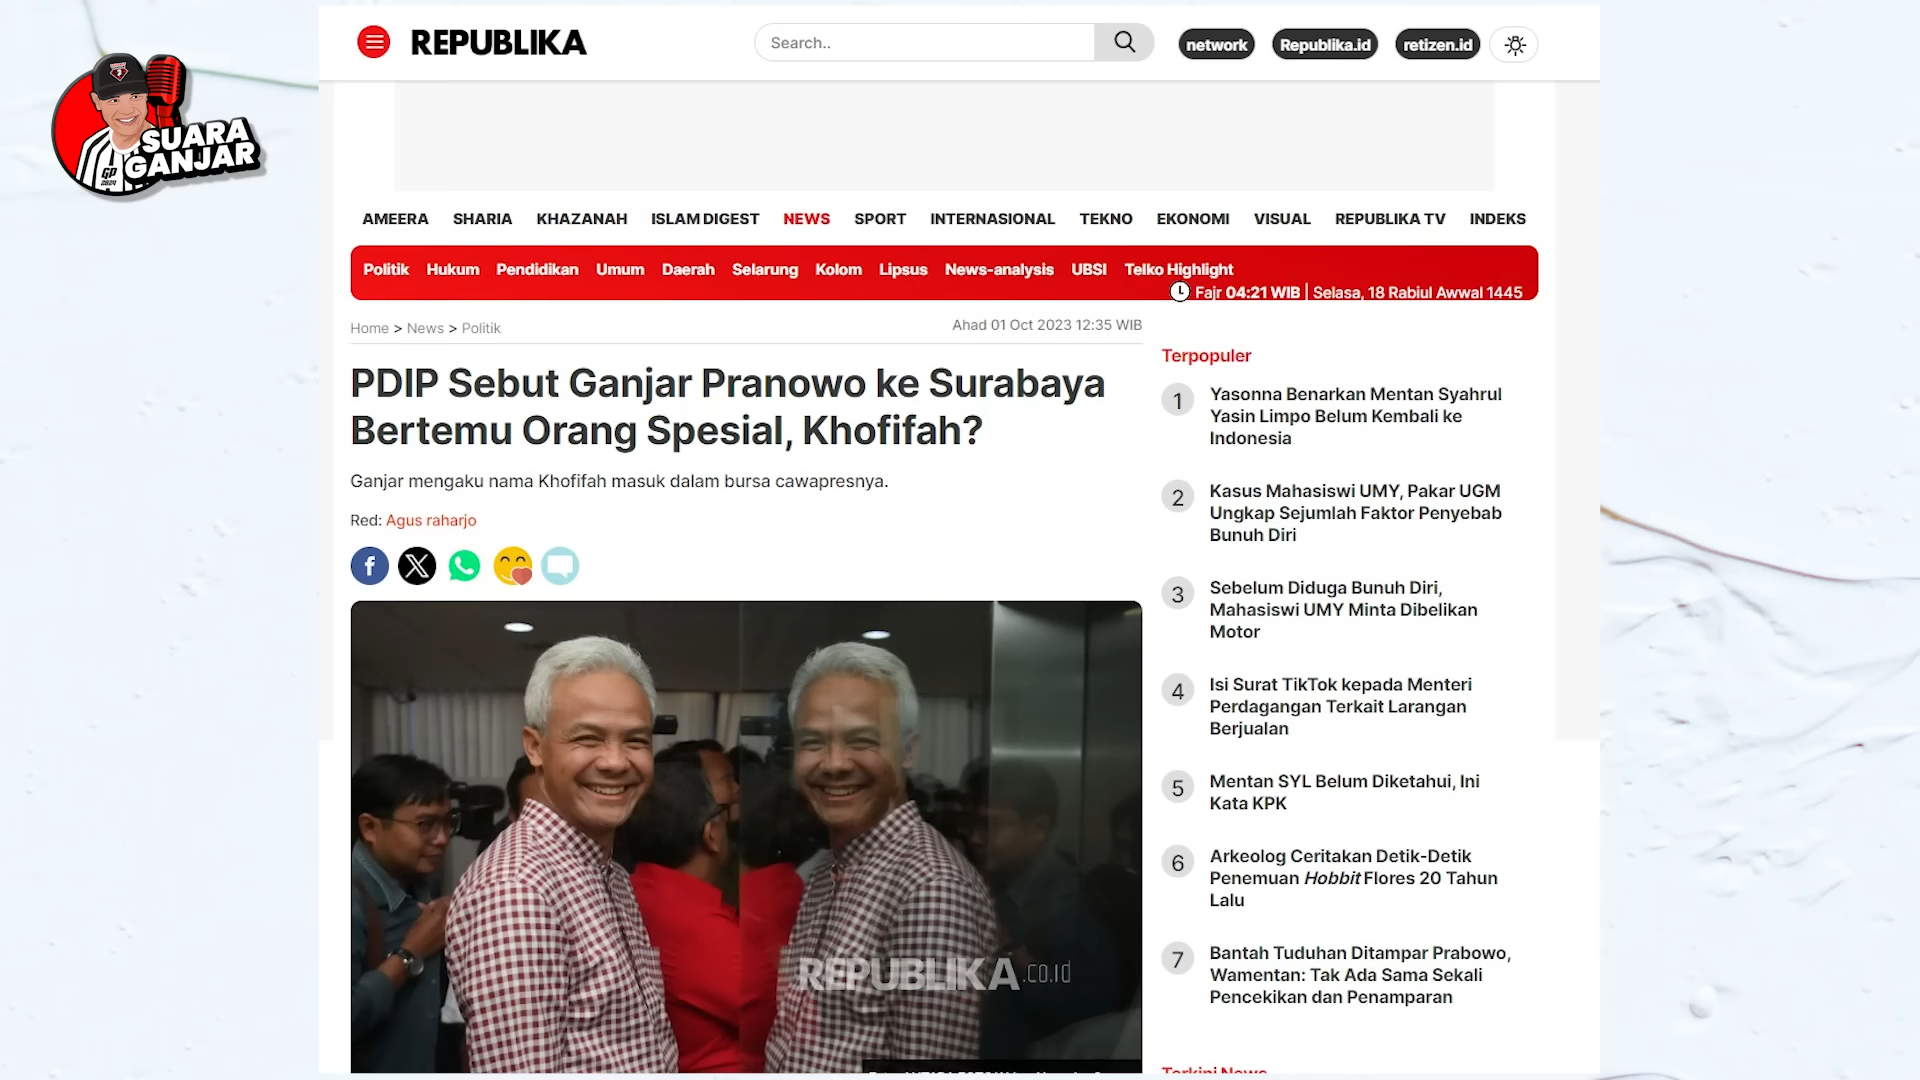 SUARA
GANJAR
GP
2024
REPUBLIKA
Search..
network
Republika.id
retizen.id
AMEERA SHARIA KHAZANAH ISLAM DIGEST NEWS SPORT INTERNASIONAL TEKNO EKONOMI VISUAL REPUBLIKA TV INDEKS
Politik Hukum Pendidikan Umum Daerah Selarung Kolom Lipsus News-analysis UBSI Telko Highlight
Fajr 04:21 WIB | Selasa, 18 Rabiul Awwal 1445
Home > News > Politik
Ahad 01 Oct 2023 12:35 WIB
PDIP Sebut Ganjar Pranowo ke Surabaya
Bertemu Orang Spesial, Khofifah?
Ganjar mengaku nama Khofifah masuk dalam bursa cawapresnya.
Red: Agus raharjo
REPUBLIKA.co.id
Terpopuler
1
Yasonna Benarkan Mentan Syahrul
Yasin Limpo Belum Kembali ke
Indonesia
2
Kasus Mahasiswi UMY, Pakar UGM
Ungkap Sejumlah Faktor Penyebab
Bunuh Diri
3
Sebelum Diduga Bunuh Diri,
Mahasiswi UMY Minta Dibelikan
Motor
4
Isi Surat TikTok kepada Menteri
Perdagangan Terkait Larangan
Berjualan
5
Mentan SYL Belum Diketahui, Ini
Kata KPK
6
Arkeolog Ceritakan Detik-Detik
Penemuan Hobbit Flores 20 Tahun
Lalu
7
Bantah Tuduhan Ditampar Prabowo,
Wamentan: Tak Ada Sama Sekali
Pencekikan dan Penamparan
Terkini News